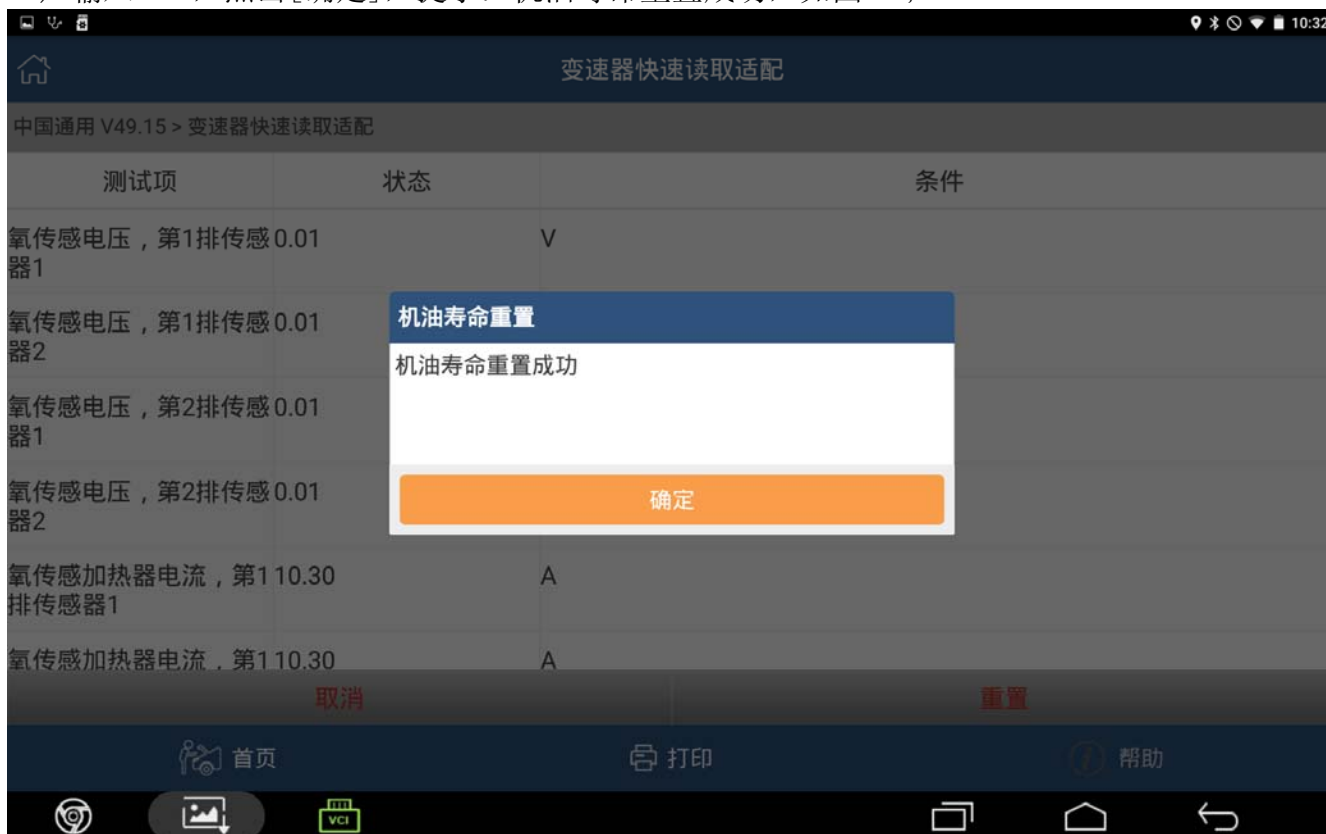 10:32
变速器快速读取适配
中国通用 V49.15 > 变速器快速读取适配
测试项 状态 条件
氧传感电压，第1排传感器1 0.01 V
氧传感电压，第1排传感器2 0.01
氧传感电压，第2排传感器1 0.01
氧传感电压，第2排传感器2 0.01
氧传感加热器电流，第1排传感器1 10.30 A
氧传感加热器电流，第1 10.30 A
机油寿命重置
机油寿命重置成功
确定
取消 重置
首页 打印 帮助
VCI